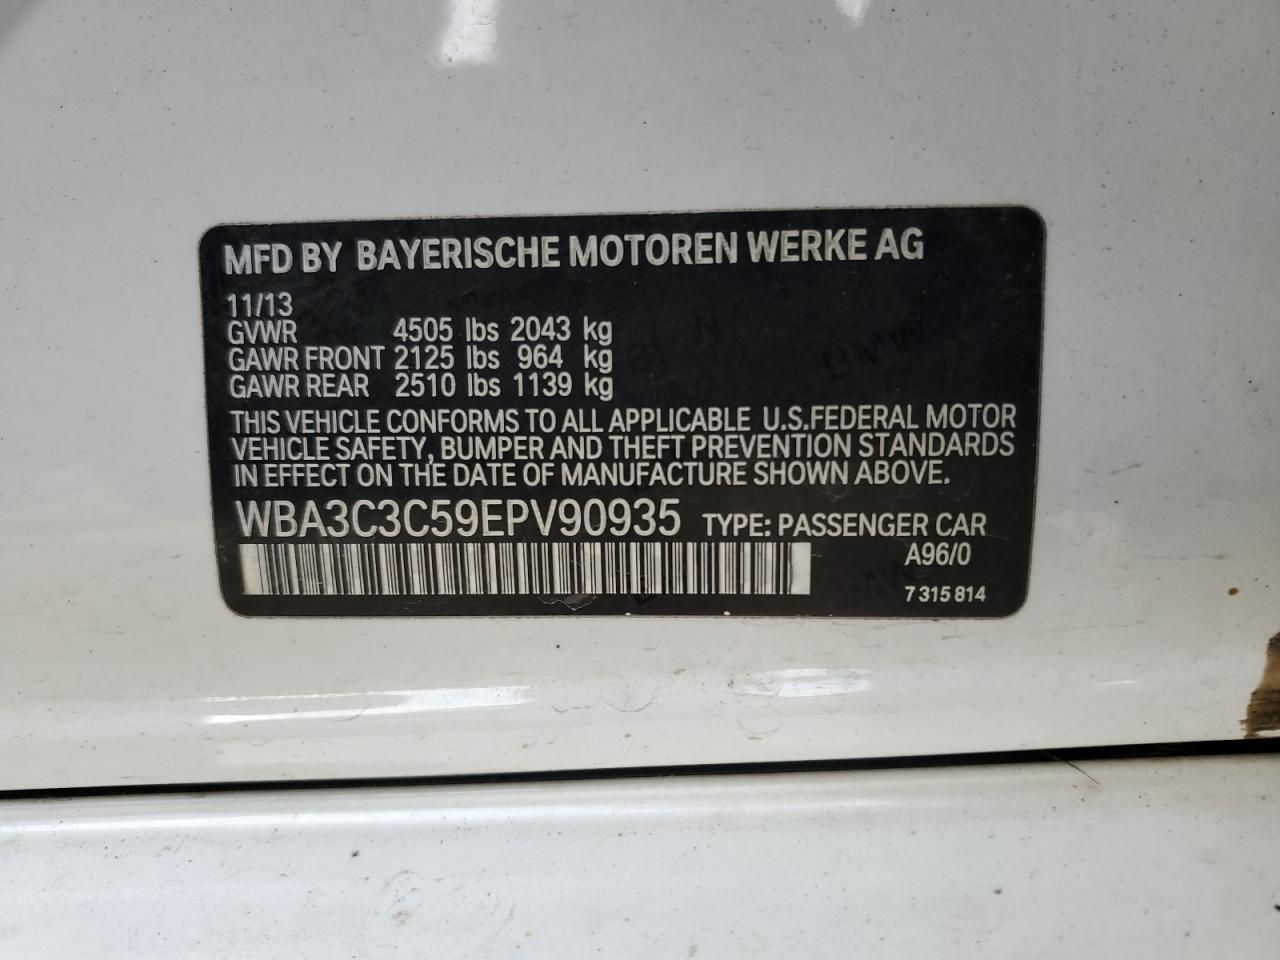 MFD BY BAYERISCHE MOTOREN WERKE AG
11/13
GVWR 4505 lbs 2043 kg
GAWR FRONT 2125 lbs 964 kg
GAWR REAR 2510 lbs 1139 kg
THIS VEHICLE CONFORMS TO ALL APPLICABLE U.S.FEDERAL MOTOR
VEHICLE SAFETY, BUMPER AND THEFT PREVENTION STANDARDS
IN EFFECT ON THE DATE OF MANUFACTURE SHOWN ABOVE.
WBA3C3C59EPV90935 TYPE: PASSENGER CAR
A96/0
7 315 814